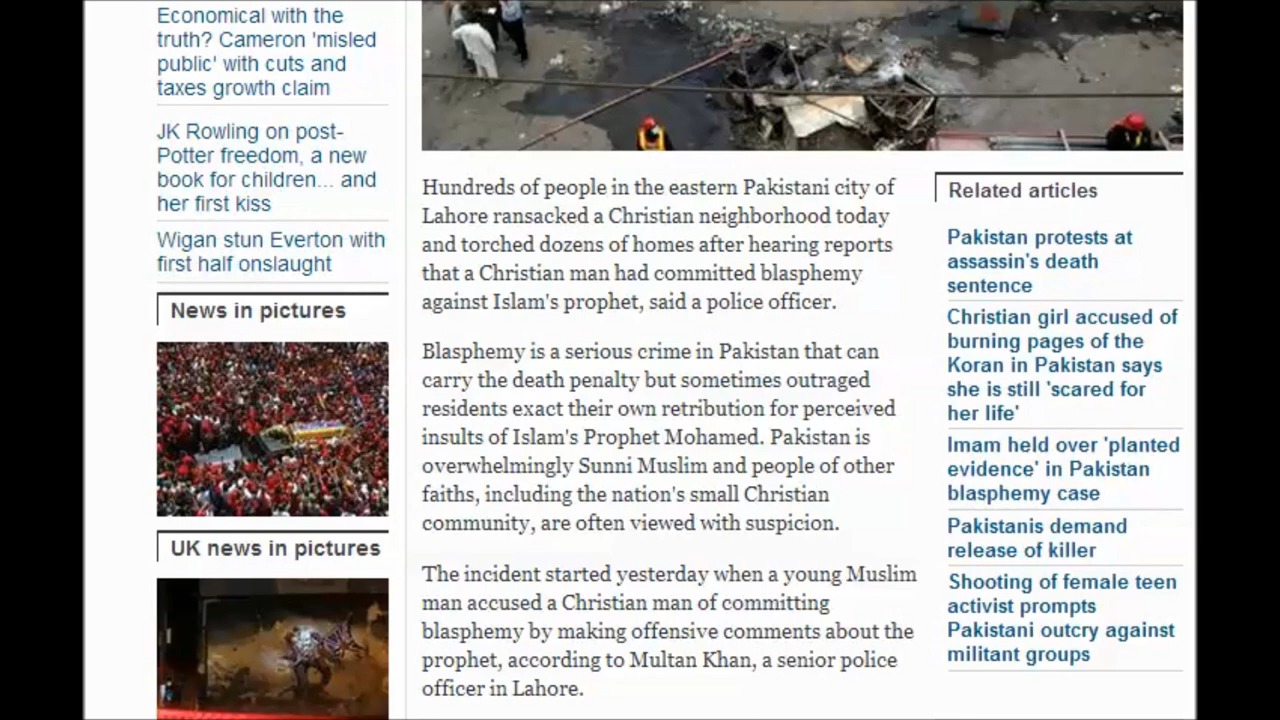 Economical with the
truth? Cameron 'misled
public' with cuts and
taxes growth claim
JK Rowling on post-
Potter freedom, a new
book for children... and
her first kiss
Wigan stun Everton with
first half onslaught
News in pictures
UK news in pictures
Hundreds of people in the eastern Pakistani city of
Lahore ransacked a Christian neighborhood today
and torched dozens of homes after hearing reports
that a Christian man had committed blasphemy
against Islam's prophet, said a police officer.
Blasphemy is a serious crime in Pakistan that can
carry the death penalty but sometimes outraged
residents exact their own retribution for perceived
insults of Islam's Prophet Mohamed. Pakistan is
overwhelmingly Sunni Muslim and people of other
faiths, including the nation's small Christian
community, are often viewed with suspicion.
The incident started yesterday when a young Muslim
man accused a Christian man of committing
blasphemy by making offensive comments about the
prophet, according to Multan Khan, a senior police
officer in Lahore.
Related articles
Pakistan protests at
assassin's death
sentence
Christian girl accused of
burning pages of the
Koran in Pakistan says
she is still 'scared for
her life'
Imam held over 'planted
evidence' in Pakistan
blasphemy case
Pakistanis demand
release of killer
Shooting of female teen
activist prompts
Pakistani outcry against
militant groups